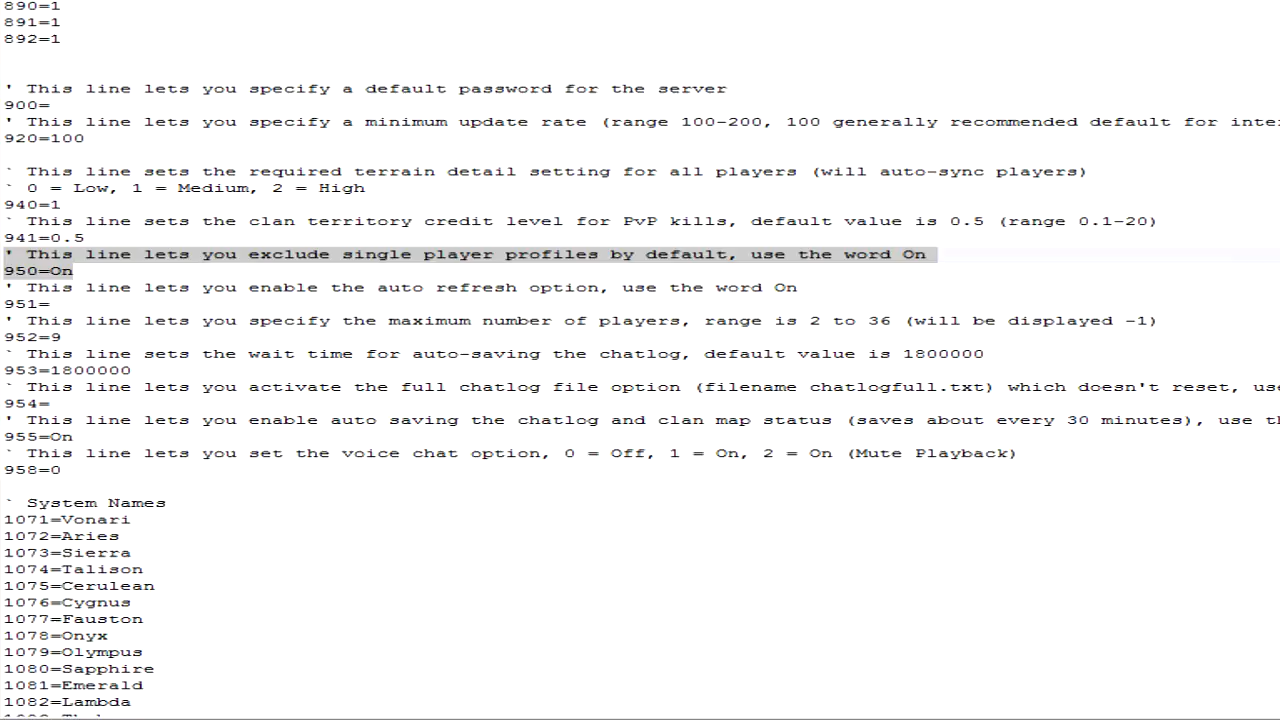 890=1
891=1
892=1
' This line lets you specify a default password for the server
900=
' This line lets you specify a minimum update rate (range 100-200, 100 generally recommended default for
920=100
` This line sets the required terrain detail setting for all players (will auto-sync players)
` 0 = Low, 1 = Medium, 2 = High
940=1
` This line sets the clan territory credit level for PvP kills, default value is 0.5 (range 0.1-20)
941=0.5
' This line lets you exclude single player profiles by default, use the word On
950=On
' This line lets you enable the auto refresh option, use the word On
951=
' This line lets you specify the maximum number of players, range is 2 to 36 (will be displayed -1)
952=9
` This line sets the wait time for auto-saving the chatlog, default value is 1800000
953=1800000
` This line lets you activate the full chatlog file option (filename chatlogfull.txt) which doesn't reset, use
954=
' This line lets you enable auto saving the chatlog and clan map status (saves about every 30 minutes), use
955=On
` This line lets you set the voice chat option, 0 = Off, 1 = On, 2 = On (Mute Playback)
958=0
` System Names
1071=Vonari
1072=Aries
1073=Sierra
1074=Talison
1075=Cerulean
1076=Cygnus
1077=Fauston
1078=Onyx
1079=Olympus
1080=Sapphire
1081=Emerald
1082=Lambda